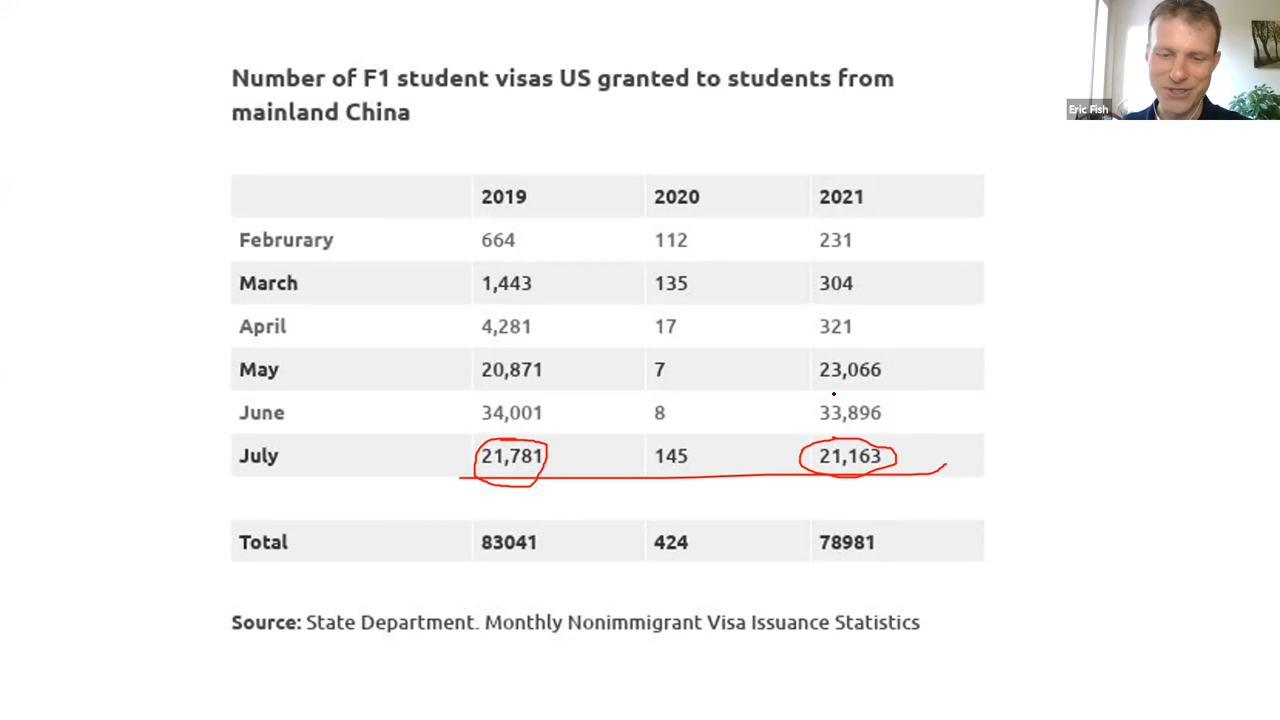 Number of F1 student visas US granted to students from
mainland China
Eric Fish
2019 2020 2021
Februrary 664 112 231
March 1,443 135 304
April 4,281 17 321
May 20,871 7 23,066
June 34,001 8 33,896
July 21,781 145 21,163
Total 83041 424 78981
Source: State Department. Monthly Nonimmigrant Visa Issuance Statistics